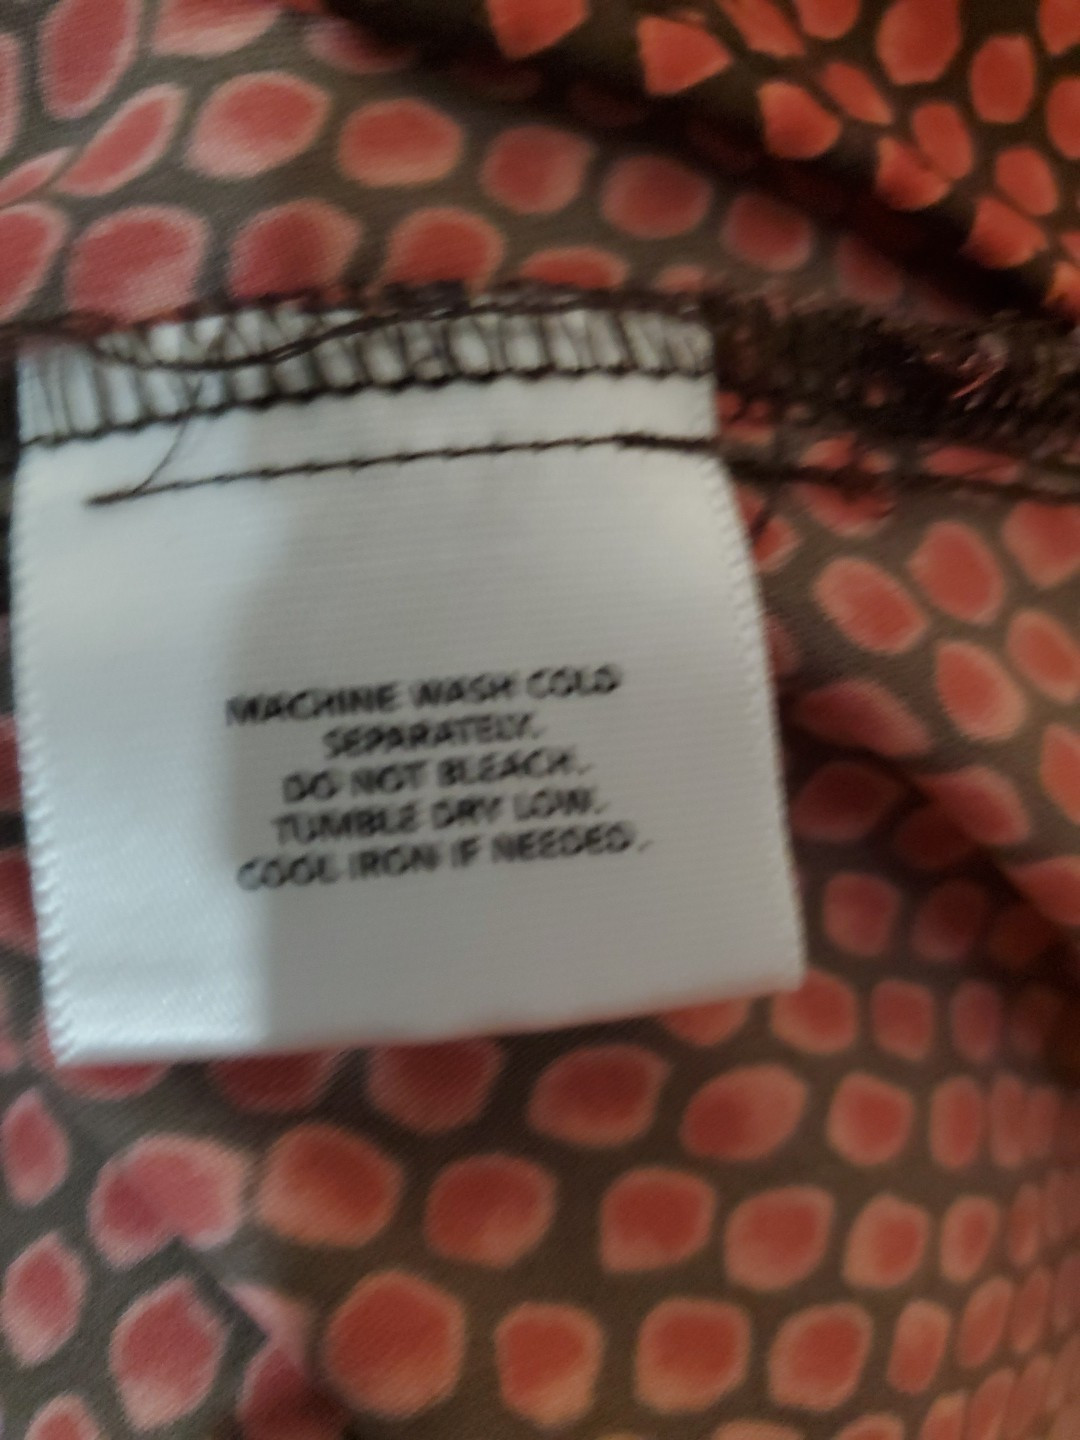 MACHINE WASH COLD
SEPARATELY.
DO NOT BLEACH.
TUMBLE DRY LOW.
COOL IRON IF NEEDED.